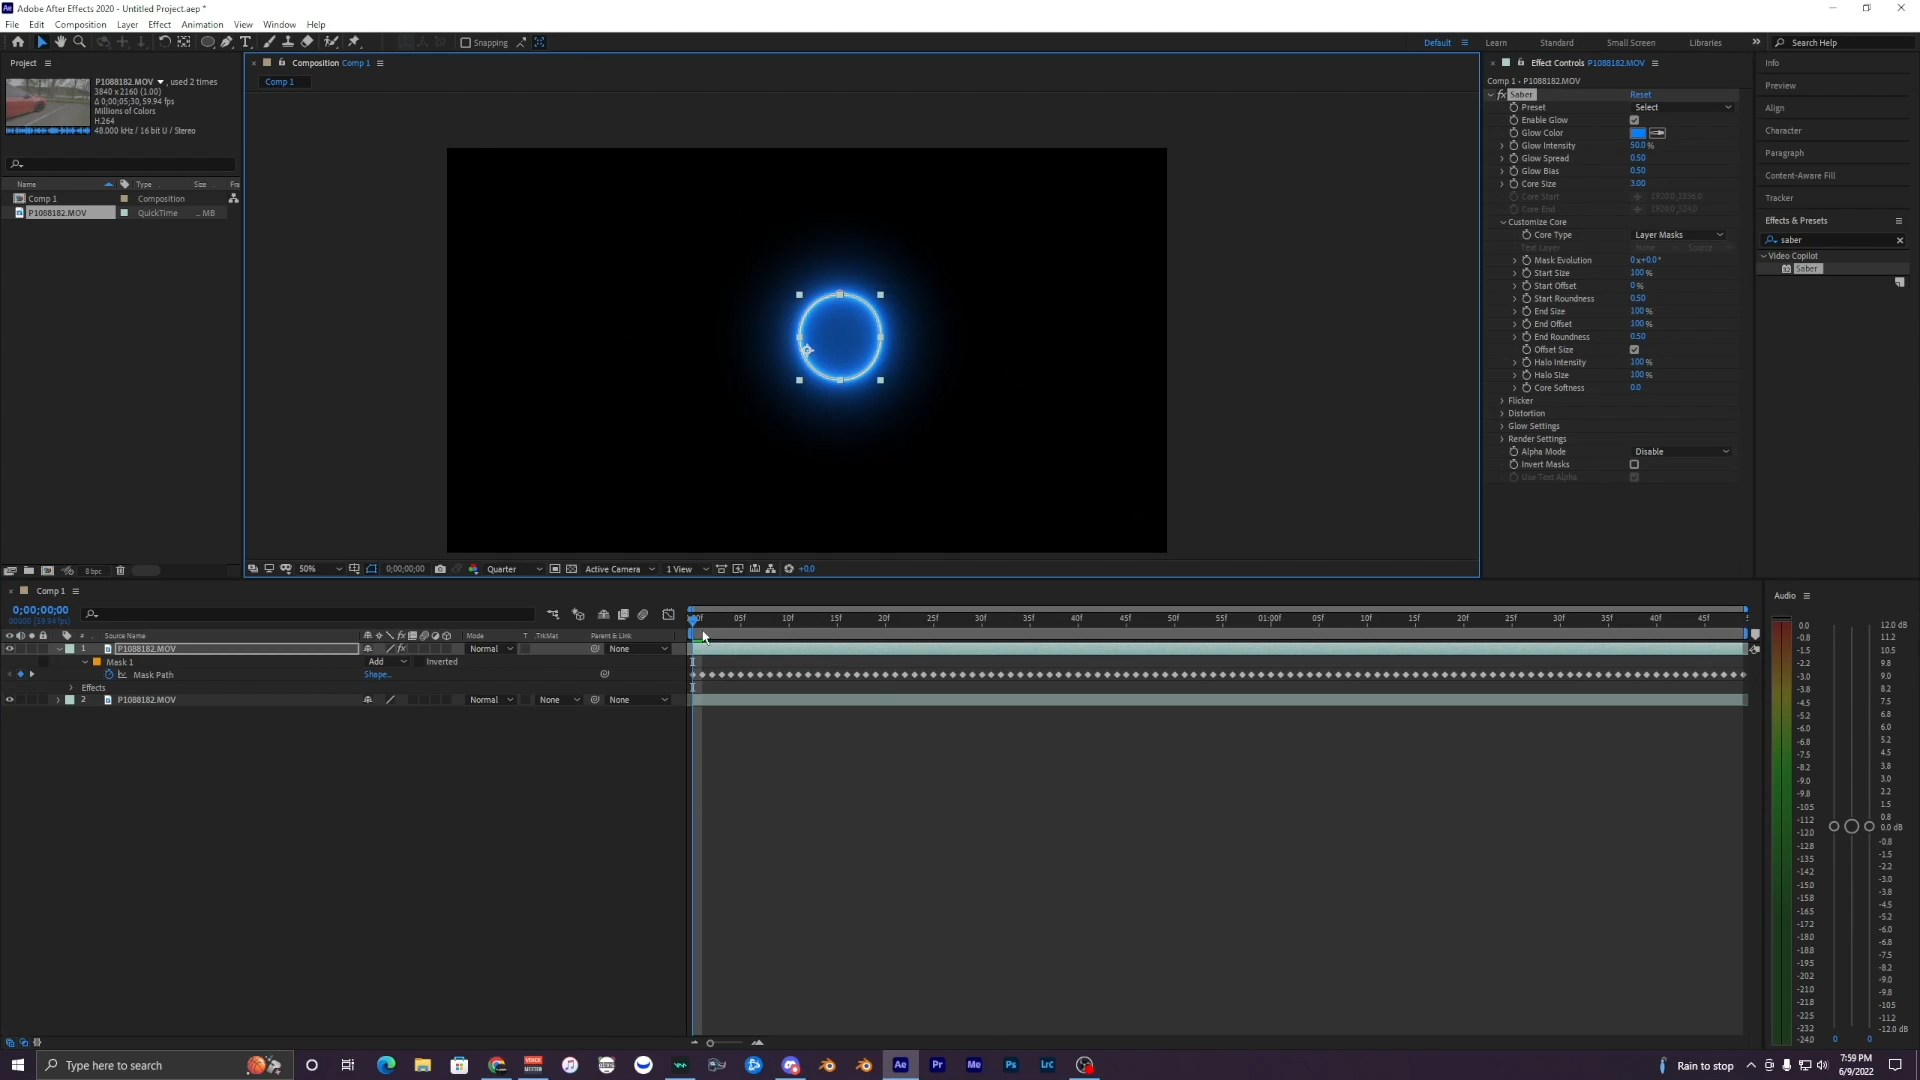 Adobe After Effects 2020 - Untitled Project.aep *
File Edit Composition Layer Effect Animation View Window Help
Snapping
Default Learn Standard Small Screen Libraries Search Help
Project
P1088182.MOV , used 2 times
3840 x 2160 (1.00)
Δ 0;00;05;30, 59.94 fps)
Millions of Colors
H.264
48.000 kHz / 16 bit U / Stereo
Name Type Size Fra
Comp 1 Composition
P1088182.MOV QuickTime ... MB
8 bpc
Composition Comp 1
Comp 1
50% 0;00;00;00 Quarter Active Camera 1 View +0.0
Effect Controls P1088182.MOV
Comp 1 • P1088182.MOV
fx Saber Reset
Preset Select
Enable Glow
Glow Color
Glow Intensity 50.0 %
Glow Spread 0.50
Glow Bias 0.50
Core Size 3.00
Core Start
Core End
Customize Core
Core Type Layer Masks
Text Layer None Source
Mask Evolution 0 x+0.0 °
Start Size 100 %
Start Offset 0 %
Start Roundness 0.50
End Size 100 %
End Offset 100 %
End Roundness 0.50
Offset Size
Halo Intensity 100 %
Halo Size 100 %
Core Softness 0.0
Flicker
Distortion
Glow Settings
Render Settings
Alpha Mode Disable
Invert Masks
Use Text Alpha
Info
Preview
Align
Character
Paragraph
Content-Aware Fill
Tracker
Effects & Presets
saber
Video Copilot
Saber
Comp 1
0;00;00;00
00000 (59.94 fps)
# Source Name Mode T .TrkMat Parent & Link
1 P1088182.MOV Normal None
Mask 1 Add Inverted
Mask Path Shape...
Effects
2 P1088182.MOV Normal None None
05f 10f 15f 20f 25f 30f 35f 40f 45f 50f 55f 01:00f 05f 10f 15f 20f 25f 30f 35f 40f 45f
Audio
0.0
-0.8
-1.5
-2.2
-3.0
-3.8
-4.5
-5.2
-6.0
-6.8
-7.5
-8.2
-9.0
-9.8
-10.5
-11.2
-12.0
-12.8
-13.5
-14.2
-15.0
-15.8
-16.5
-17.2
-18.0
-18.8
-19.5
-20.2
-21.0
-21.8
-22.5
-23.2
-24.0
12.0 dB
11.2
10.5
9.8
9.0
8.2
7.5
6.8
6.0
5.2
4.5
3.8
3.0
2.2
1.5
0.8
0.0 dB
-0.8
-1.5
-2.2
-3.0
-3.8
-4.5
-5.2
-6.0
-6.9
-7.5
-8.2
-9.0
-9.8
-10.5
-11.2
-12.0 dB
0 0
Type here to search
Ae Pr Me Ps Lrc
Rain to stop
7:59 PM
6/9/2022